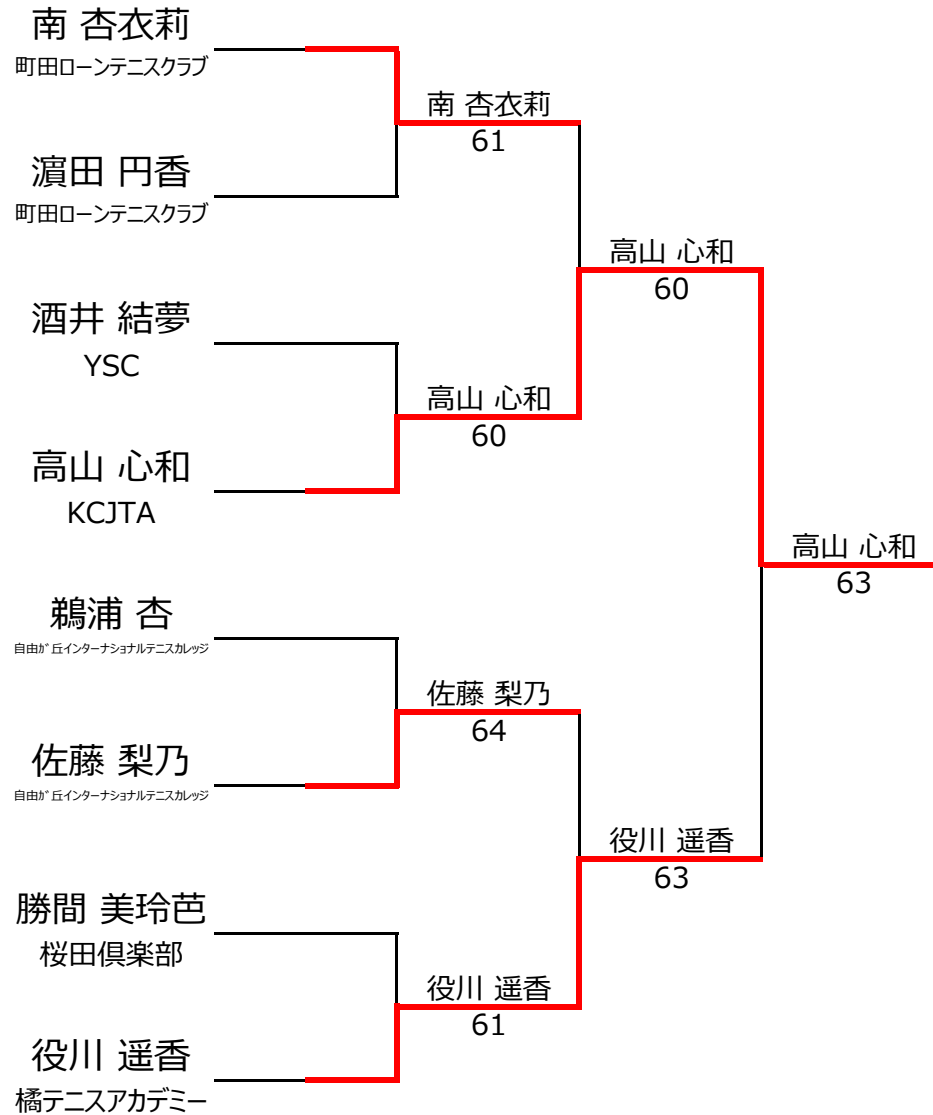 南 杏衣莉
町田ローンテニスクラブ
濵田 円香
町田ローンテニスクラブ
酒井 結夢
YSC
高山 心和
KCJTA
鵜浦 杏
自由ガ丘インターナショナルテニスカレッジ
佐藤 梨乃
自由ガ丘インターナショナルテニスカレッジ
勝間 美玲芭
桜田倶楽部
役川 遥香
橘テニスアカデミー
南 杏衣莉
61
高山 心和
60
佐藤 梨乃
64
役川 遥香
61
高山 心和
60
役川 遥香
63
高山 心和
63